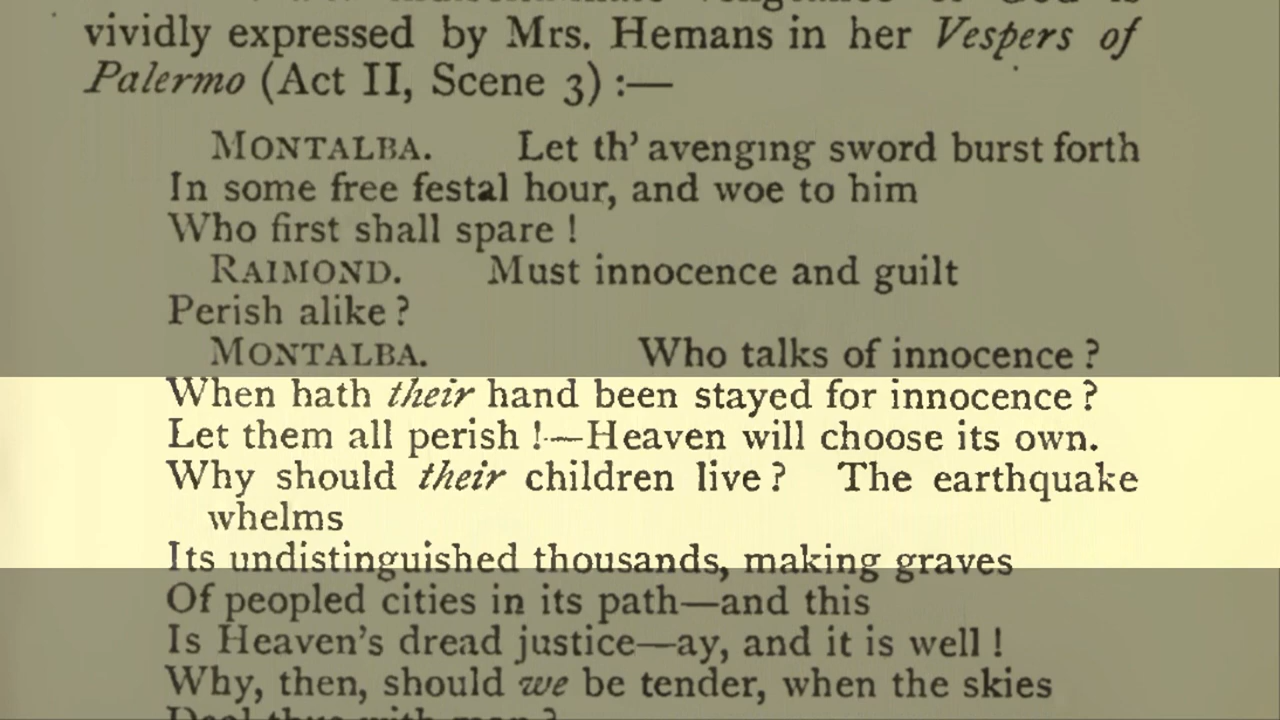 vividly expressed by Mrs. Hemans in her Vespers of
Palermo (Act II, Scene 3) :—
MONTALBA. Let th' avenging sword burst forth
In some free festal hour, and woe to him
Who first shall spare !
RAIMOND. Must innocence and guilt
Perish alike ?
MONTALBA. Who talks of innocence ?
When hath their hand been stayed for innocence ?
Let them all perish !—Heaven will choose its own.
Why should their children live ? The earthquake
whelms
Its undistinguished thousands, making graves
Of peopled cities in its path—and this
Is Heaven's dread justice—ay, and it is well !
Why, then, should we be tender, when the skies